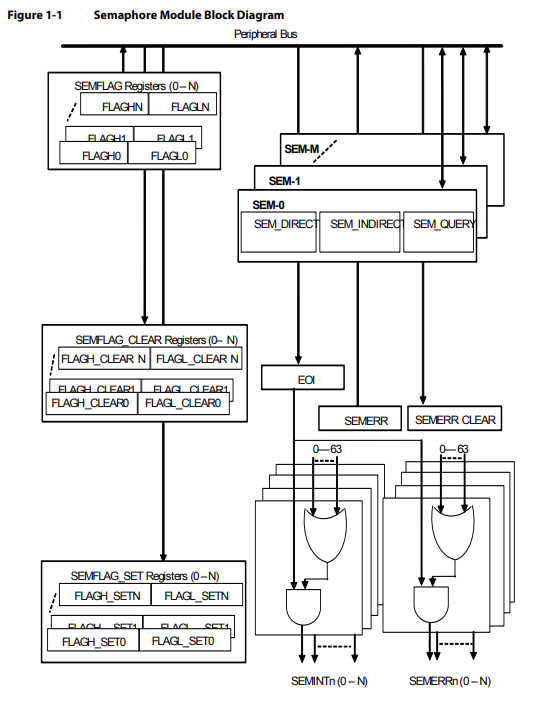 Figure 1-1 Semaphore Module Block Diagram
Peripheral Bus
SEMFLAG Registers (0 – N)
FLAGHN FLAGLN
FLAGH1 FLAGL1
FLAGH0 FLAGL0
SEM-M
SEM-1
SEM-0
SEM_DIRECT SEM_INDIRECT SEM_QUERY
SEMFLAG_CLEAR Registers (0 – N)
FLAGH_CLEAR N FLAGL_CLEAR N
FLAGH_CLEAR1 FLAGL_CLEAR1
FLAGH_CLEAR0 FLAGL_CLEAR0
EOI
SEMERR SEMERR CLEAR
0—63 0—63
SEMFLAG_SET Registers (0 – N)
FLAGH_SETN FLAGL_SETN
FLAGH_SET1 FLAGL_SET1
FLAGH_SET0 FLAGL_SET0
SEMINTn (0 – N) SEMERRn (0 – N)